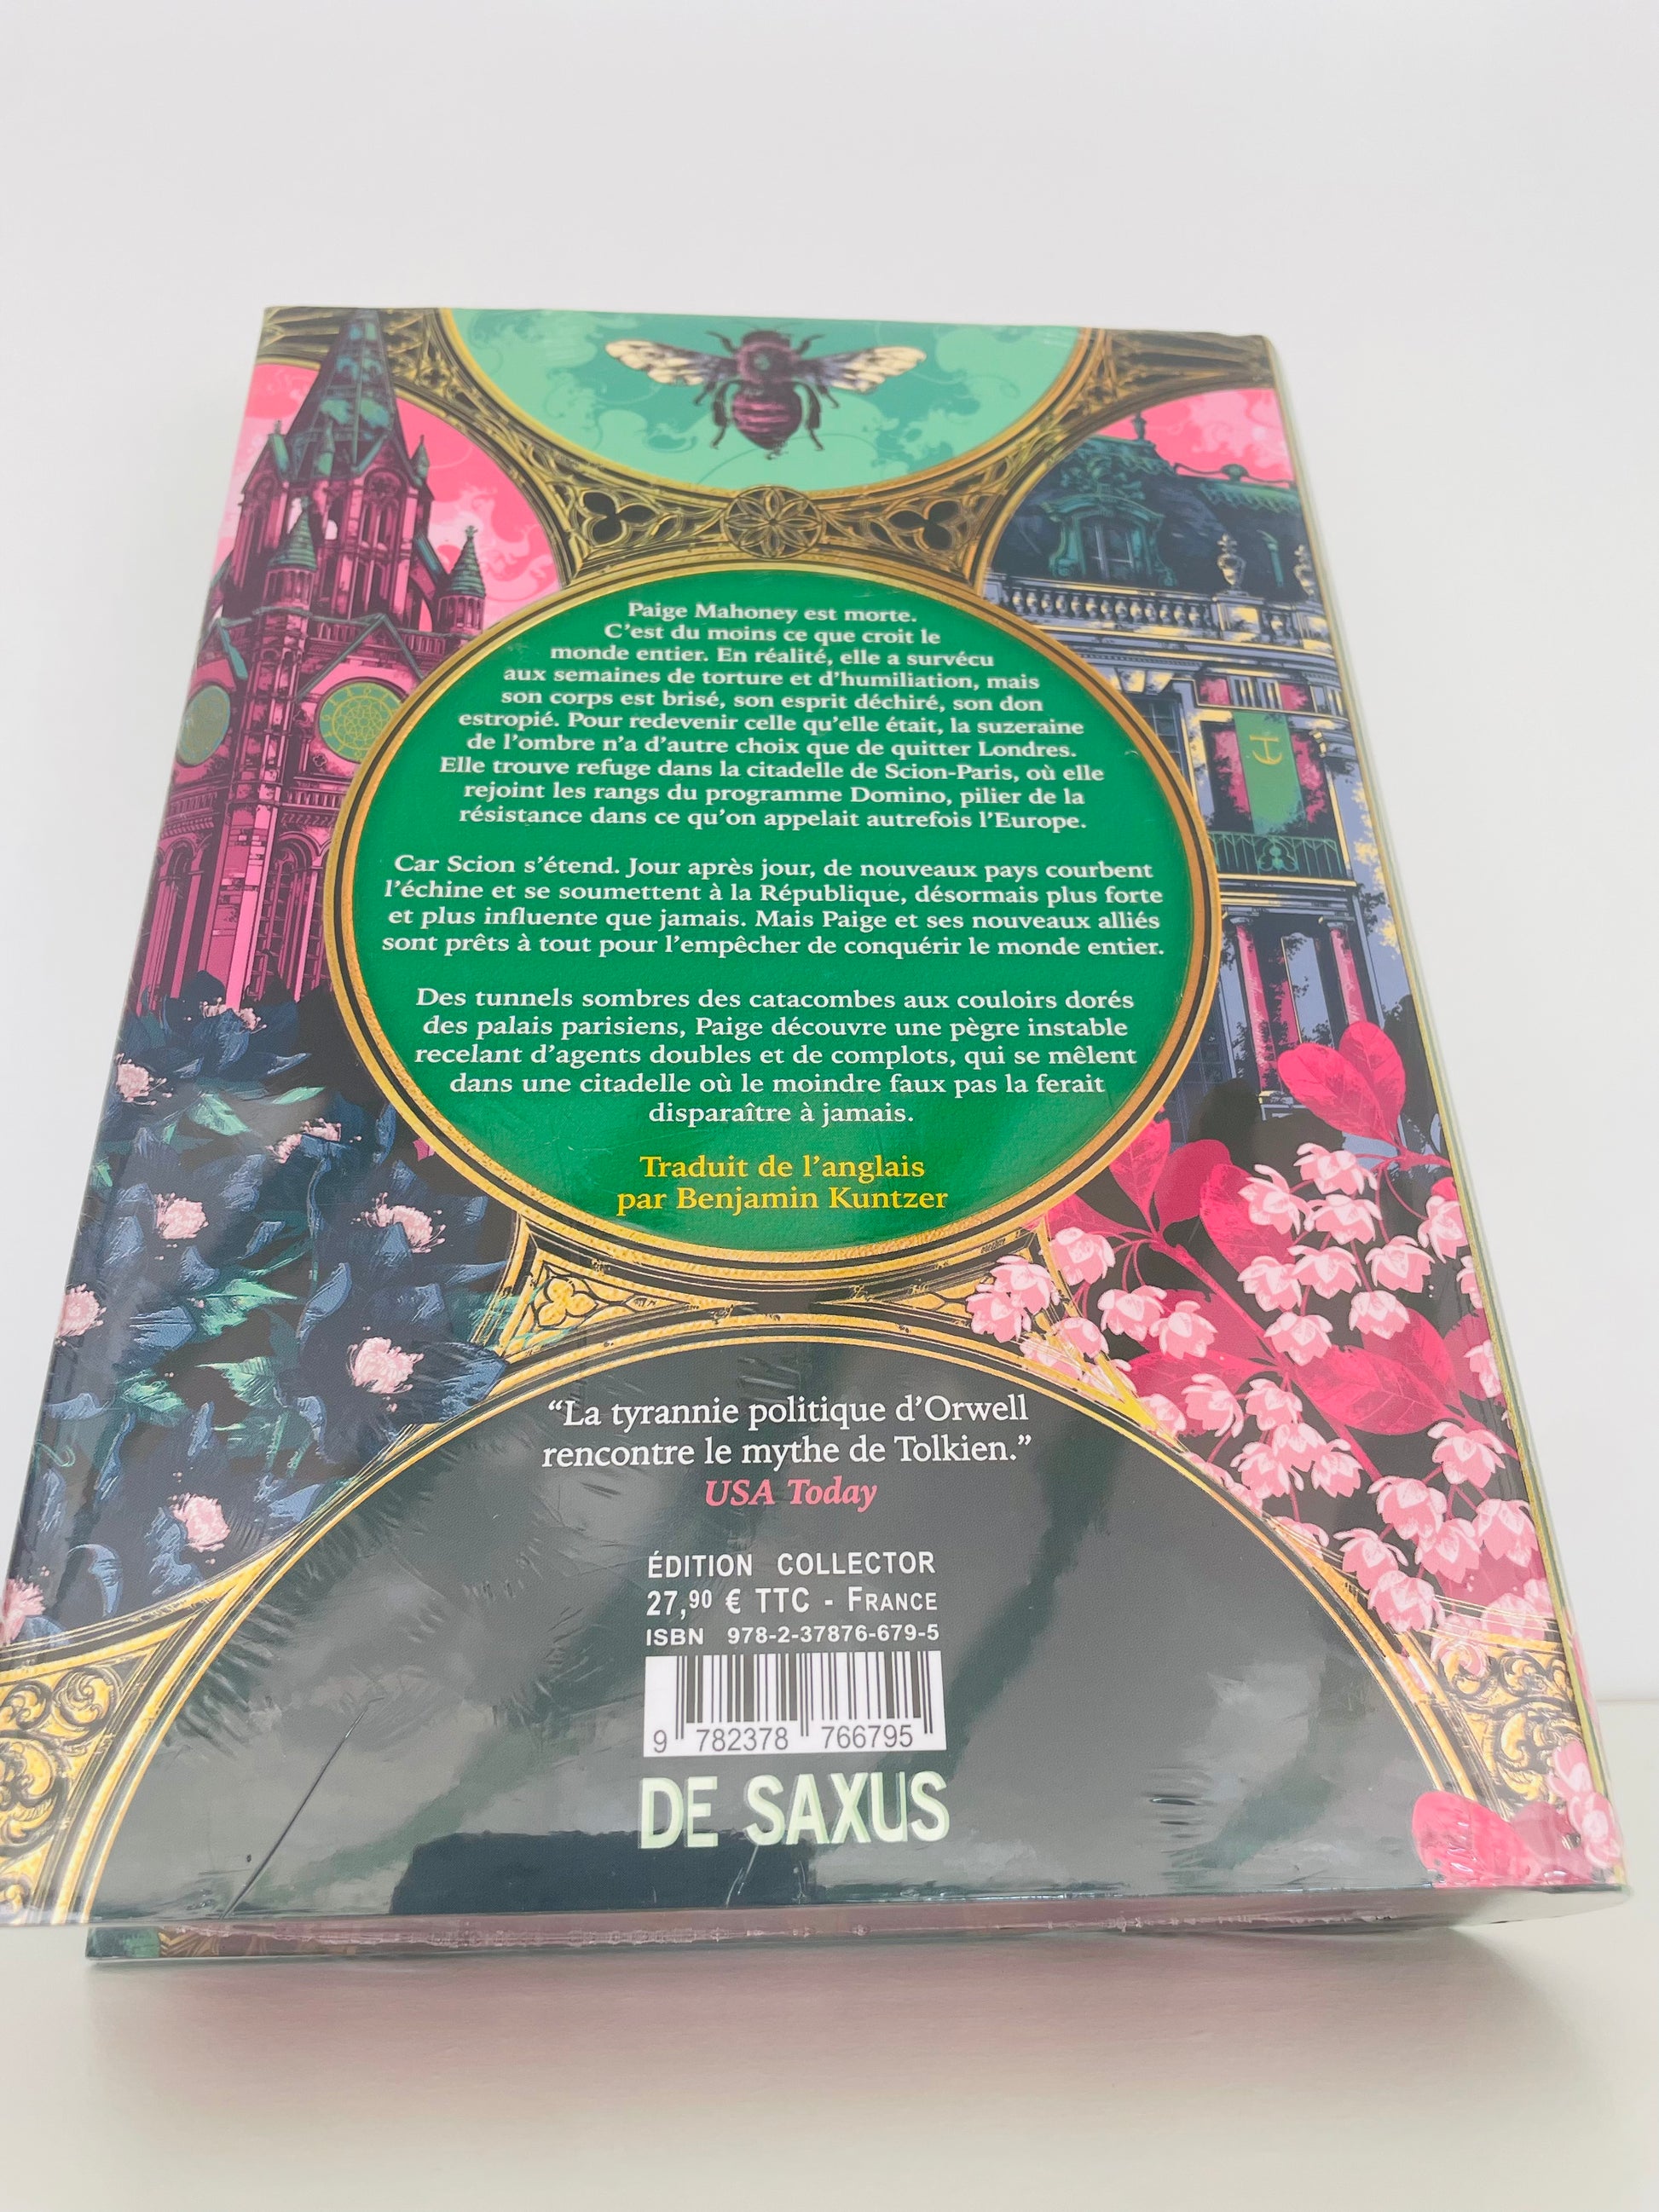 Paige Mahoney est morte.
C'est du moins ce que croit le
monde entier. En réalité, elle a survécu
aux semaines de torture et d'humiliation, mais
son corps est brisé, son esprit déchiré, son don
estropié. Pour redevenir celle qu'elle était, la suzeraine
de l'ombre n'a d'autre choix que de quitter Londres.
Elle trouve refuge dans la citadelle de Scion-Paris, où elle
rejoint les rangs du programme Domino, pilier de la
résistance dans ce qu'on appelait autrefois l'Europe.
Car Scion s'étend. Jour après jour, de nouveaux pays courbent
l'échine et se soumettent à la République, désormais plus forte
et plus influente que jamais. Mais Paige et ses nouveaux alliés
sont prêts à tout pour l'empêcher de conquérir le monde entier.
Des tunnels sombres des catacombes aux couloirs dorés
des palais parisiens, Paige découvre une pègre instable
recelant d'agents doubles et de complots, qui se mêlent
dans une citadelle où le moindre faux pas la ferait
disparaître à jamais.
Traduit de l'anglais
par Benjamin Kuntzer
“La tyrannie politique d'Orwell
rencontre le mythe de Tolkien.”
USA Today
ÉDITION COLLECTOR
27,90 € TTC - FRANCE
ISBN 978-2-37876-679-5
9 782378 766795
DE SAXUS